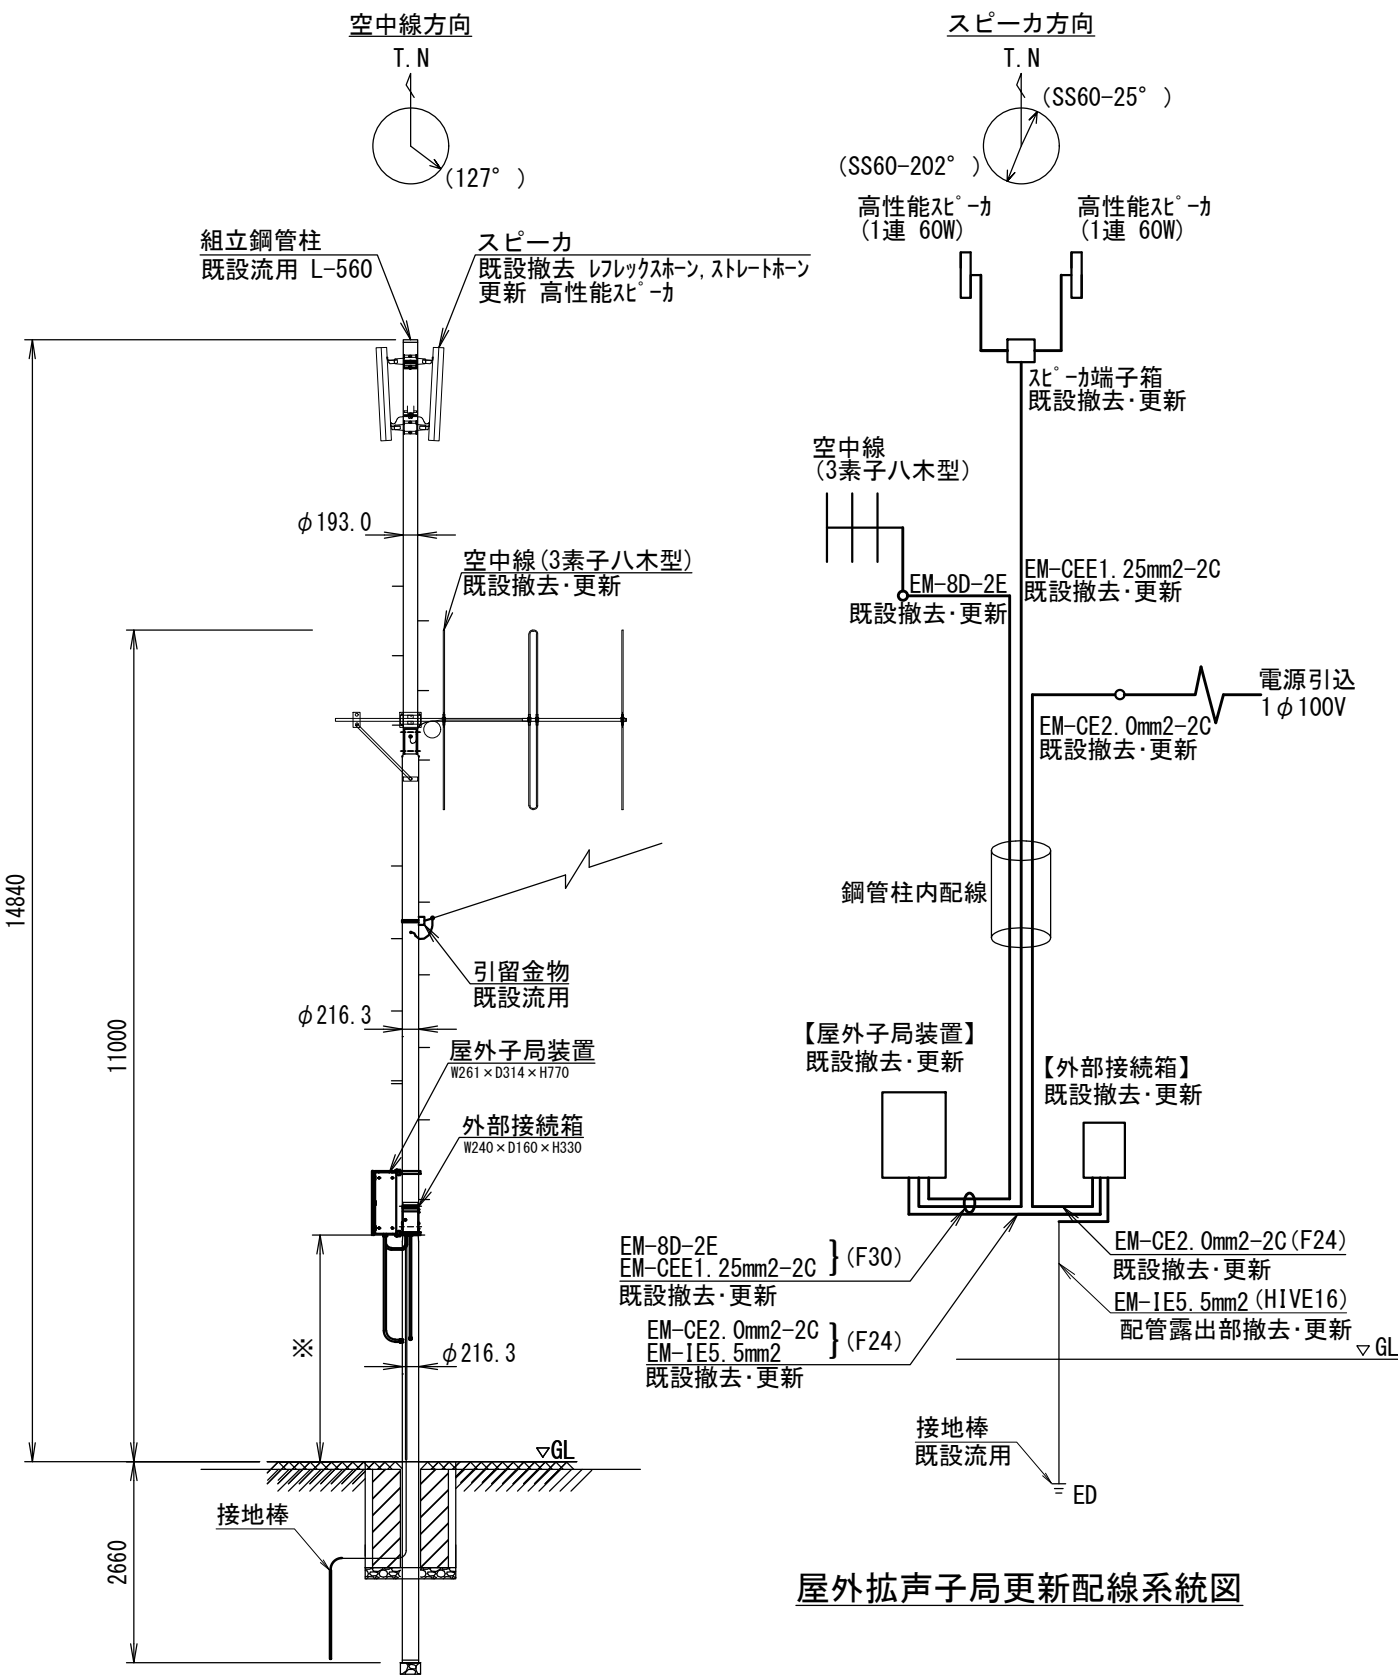 空中線方向
T.N
(127°)
スピーカ方向
T.N
(SS60-25°)
(SS60-202°)
高性能スピーカ
(1連 60W)
高性能スピーカ
(1連 60W)
組立鋼管柱
既設流用 L-560
スピーカ
既設撤去 レフレックスホーン,ストレートホーン
更新 高性能スピーカ
スピーカ端子箱
既設撤去・更新
空中線
(3素子八木型)
φ193.0
空中線(3素子八木型)
既設撤去・更新
EM-8D-2E
既設撤去・更新
EM-CEE1.25mm2-2C
既設撤去・更新
電源引込
1φ100V
EM-CE2.0mm2-2C
既設撤去・更新
14840
11000
鋼管柱内配線
引留金物
既設流用
φ216.3
屋外子局装置
W261×D314×H770
外部接続箱
W240×D160×H330
【屋外子局装置】
既設撤去・更新
【外部接続箱】
既設撤去・更新
EM-8D-2E
EM-CEE1.25mm2-2C
} (F30)
既設撤去・更新
EM-CE2.0mm2-2C
EM-IE5.5mm2
} (F24)
既設撤去・更新
EM-CE2.0mm2-2C(F24)
既設撤去・更新
EM-IE5.5mm2(HIVE16)
配管露出部撤去・更新
▽GL
※
φ216.3
▽GL
接地棒
既設流用
ED
接地棒
2660
屋外拡声子局更新配線系統図